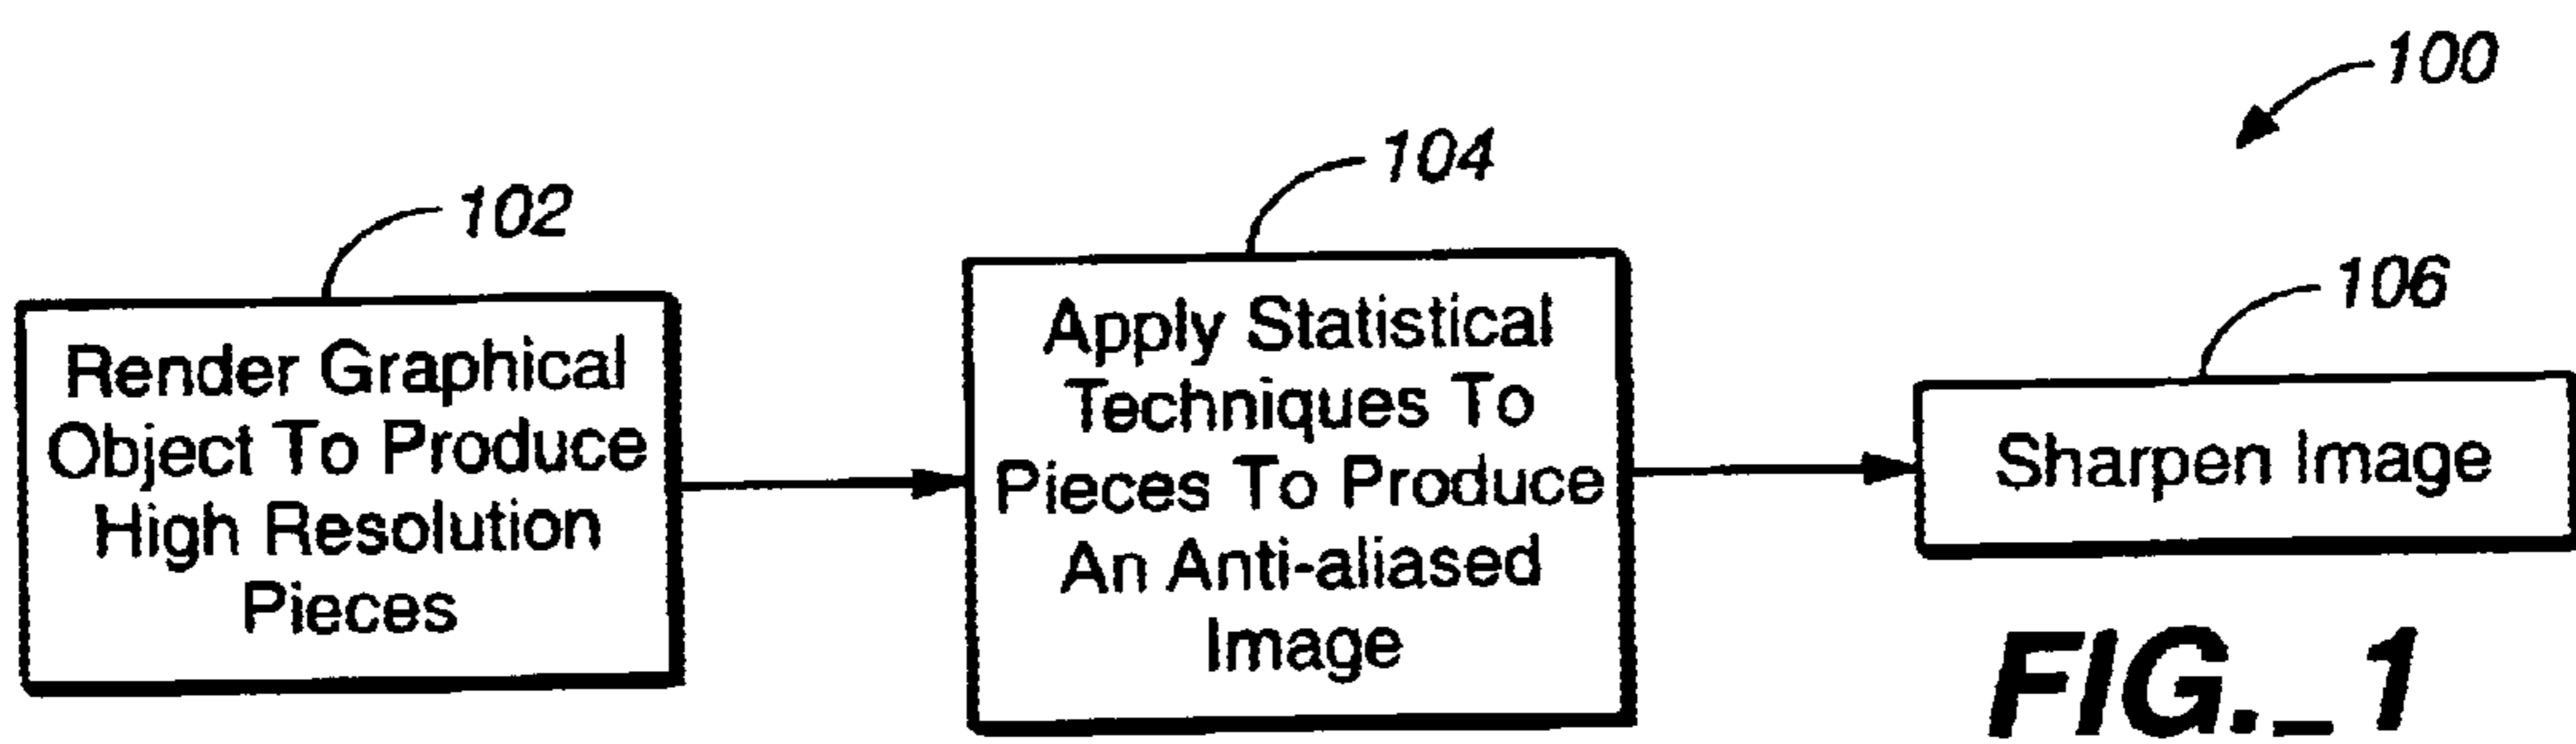 100
102
Render Graphical
Object To Produce
High Resolution
Pieces
104
Apply Statistical
Techniques To
Pieces To Produce
An Anti-aliased
Image
106
Sharpen Image
FIG._1